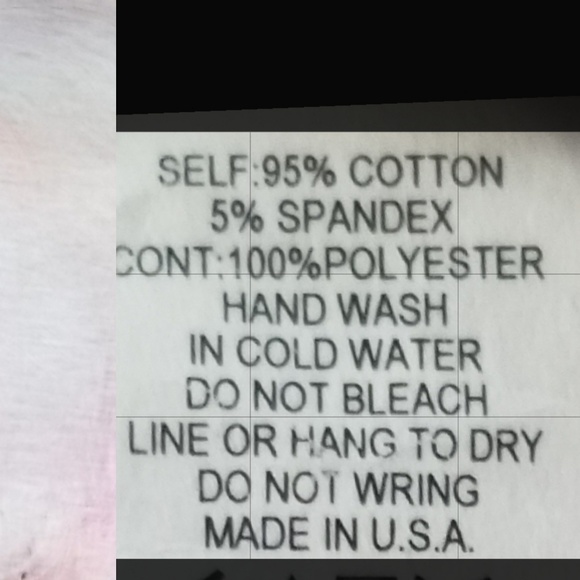 SELF:95% COTTON
5% SPANDEX
CONT:100%POLYESTER
HAND WASH
IN COLD WATER
DO NOT BLEACH
LINE OR HANG TO DRY
DO NOT WRING
MADE IN U.S.A.